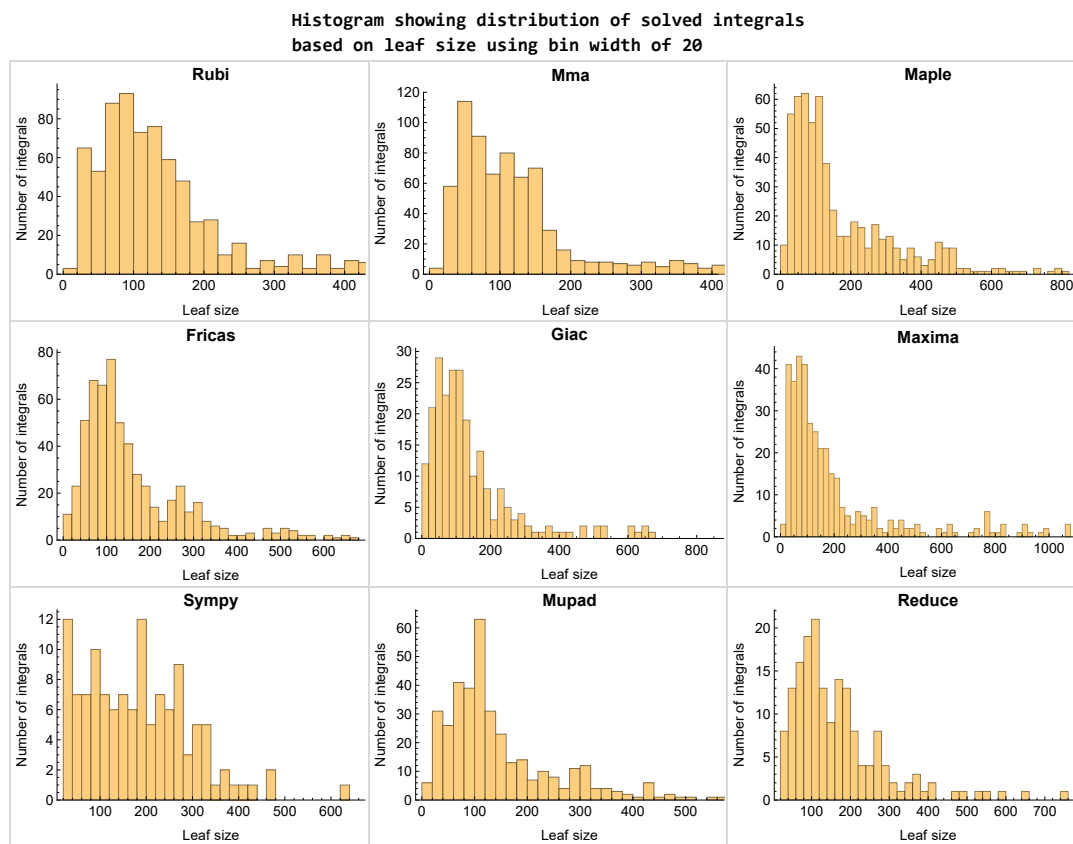 Histogram showing distribution of solved integrals
based on leaf size using bin width of 20
Rubi
Number of integrals
0 20 40 60 80
0 100 200 300 400
Leaf size
Mma
Number of integrals
0 20 40 60 80 100 120
0 100 200 300 400
Leaf size
Maple
Number of integrals
0 10 20 30 40 50 60
0 200 400 600 800
Leaf size
Fricas
Number of integrals
0 20 40 60 80
0 100 200 300 400 500 600
Leaf size
Giac
Number of integrals
0 5 10 15 20 25 30
0 200 400 600 800
Leaf size
Maxima
Number of integrals
0 10 20 30 40
0 200 400 600 800 1000
Leaf size
Sympy
Number of integrals
0 2 4 6 8 10 12
100 200 300 400 500 600
Leaf size
Mupad
Number of integrals
0 10 20 30 40 50 60
0 100 200 300 400 500
Leaf size
Reduce
Number of integrals
0 5 10 15 20
100 200 300 400 500 600 700
Leaf size